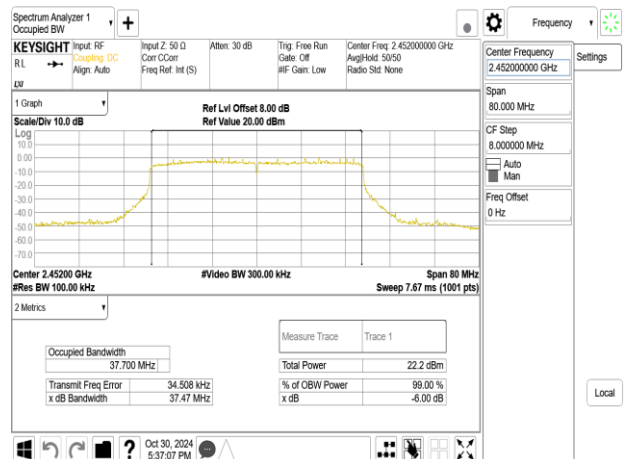 Spectrum Analyzer 1
Occupied BW
Frequency
KEYSIGHT
RL
LXI
Input: RF
Coupling: DC
Align: Auto
Input Z: 50 Ω
Corr CCorr
Freq Ref: Int (S)
Atten: 30 dB
Trig: Free Run
Gate: Off
#IF Gain: Low
Center Freq: 2.452000000 GHz
Avg|Hold: 50/50
Radio Std: None
Center Frequency
2.452000000 GHz
Settings
Span
80.000 MHz
CF Step
8.000000 MHz
Auto
Man
Freq Offset
0 Hz
Local
1 Graph
Scale/Div 10.0 dB
Ref Lvl Offset 8.00 dB
Ref Value 20.00 dBm
Log
10.0
0.00
-10.0
-20.0
-30.0
-40.0
-50.0
-60.0
-70.0
Center 2.45200 GHz
#Video BW 300.00 kHz
Span 80 MHz
#Res BW 100.00 kHz
Sweep 7.67 ms (1001 pts)
2 Metrics
Measure Trace Trace 1
Occupied Bandwidth
37.700 MHz
Total Power 22.2 dBm
Transmit Freq Error 34.508 kHz
% of OBW Power 99.00 %
x dB Bandwidth 37.47 MHz
x dB -6.00 dB
Oct 30, 2024
5:37:07 PM